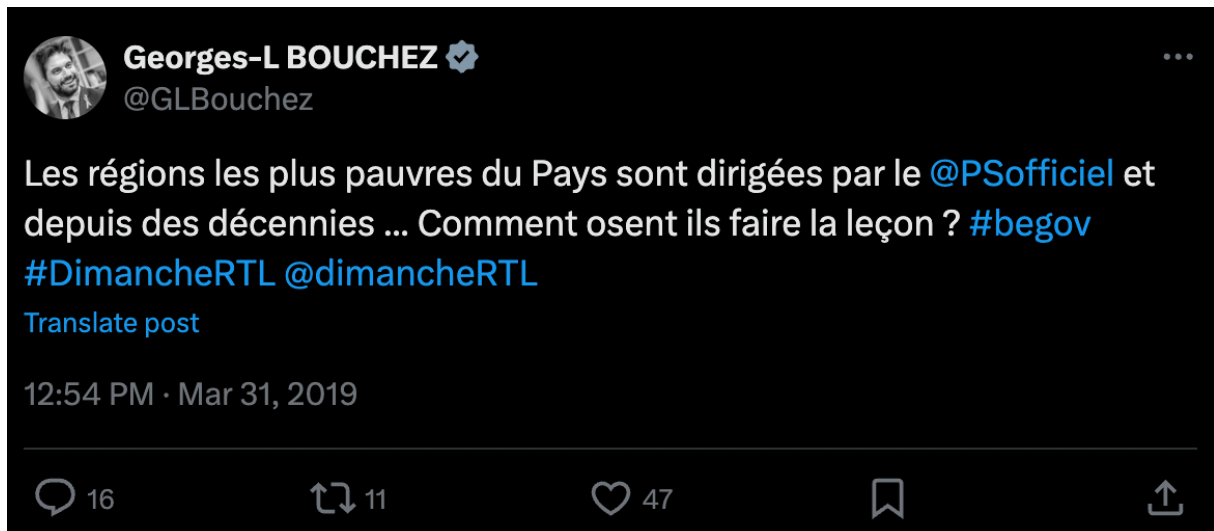 Georges-L BOUCHEZ
@GLBouchez
Les régions les plus pauvres du Pays sont dirigées par le @PSofficiel et
depuis des décennies ... Comment osent ils faire la leçon ? #begov
#DimancheRTL @dimancheRTL
Translate post
12:54 PM · Mar 31, 2019
16 11 47